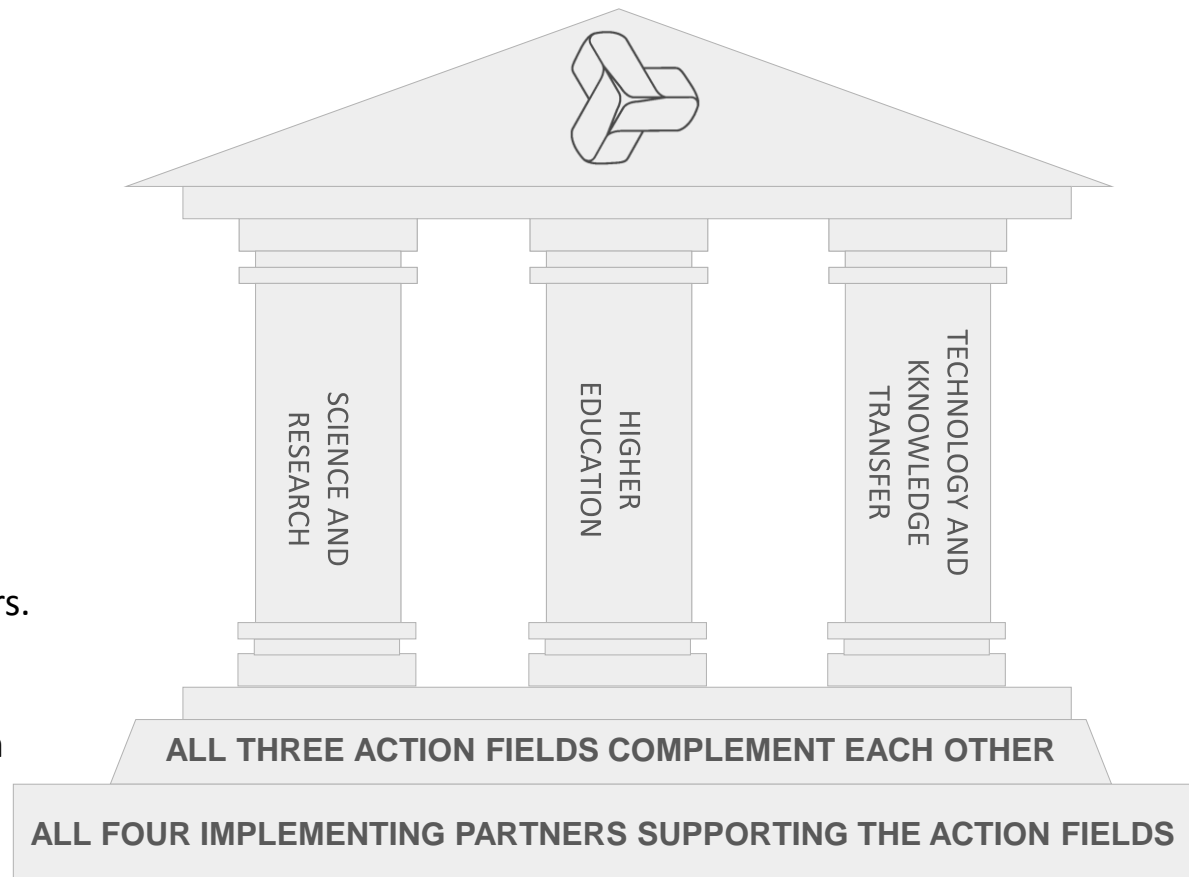 SCIENCE AND
RESEARCH
HIGHER
EDUCATION
TECHNOLOGY AND
KKNOWLEDGE
TRANSFER
rs.
ALL THREE ACTION FIELDS COMPLEMENT EACH OTHER
ALL FOUR IMPLEMENTING PARTNERS SUPPORTING THE ACTION FIELDS